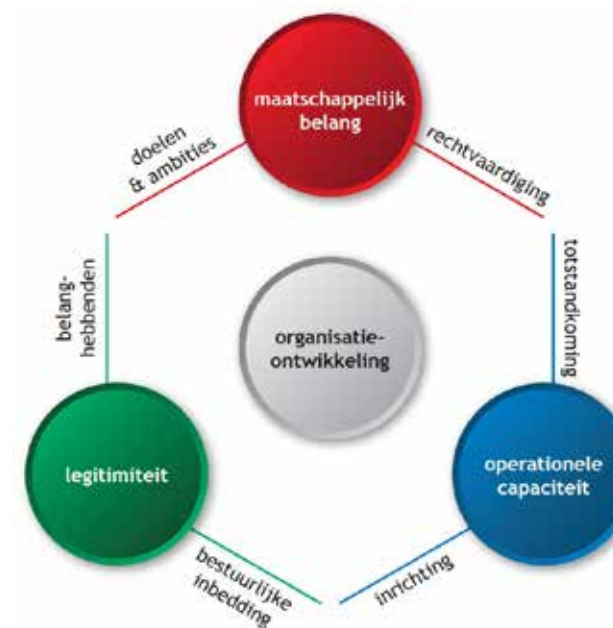 maatschappelijk
belang
doelen
& ambities
rechtvaardiging
belang-
hebbenden
totstandkoming
organisatie-
ontwikkeling
legitimiteit
operationele
capaciteit
bestuurlijke
inbedding
inrichting